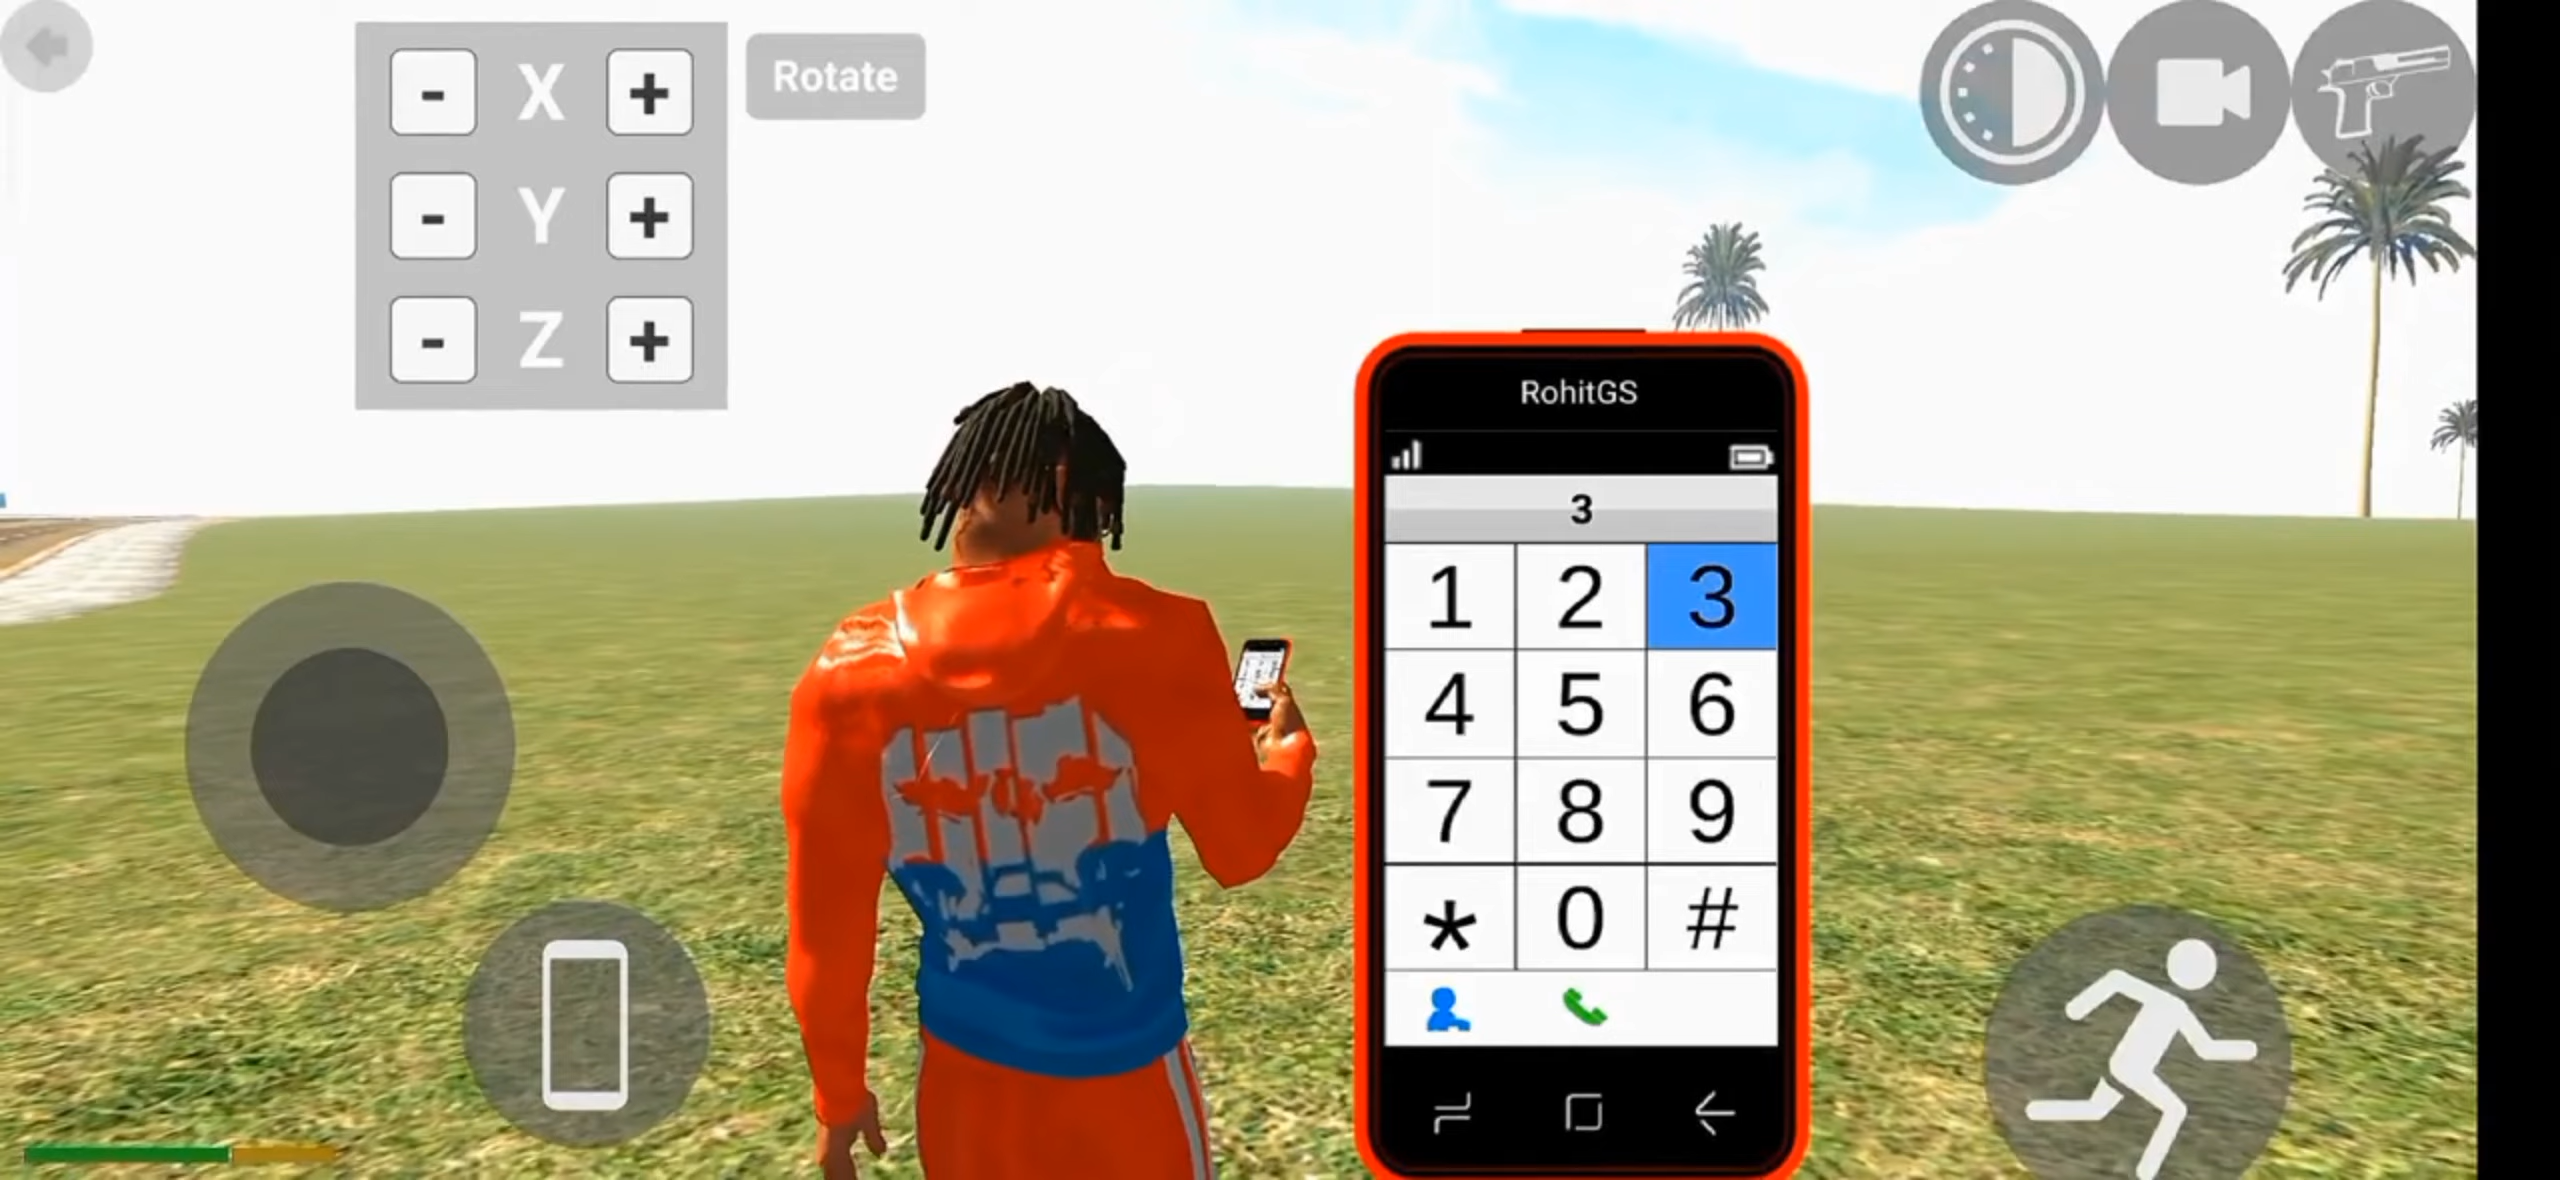 - X +
Rotate
- Y +
- Z +
RohitGS
3
1 2 3
4 5 6
7 8 9
* 0 #